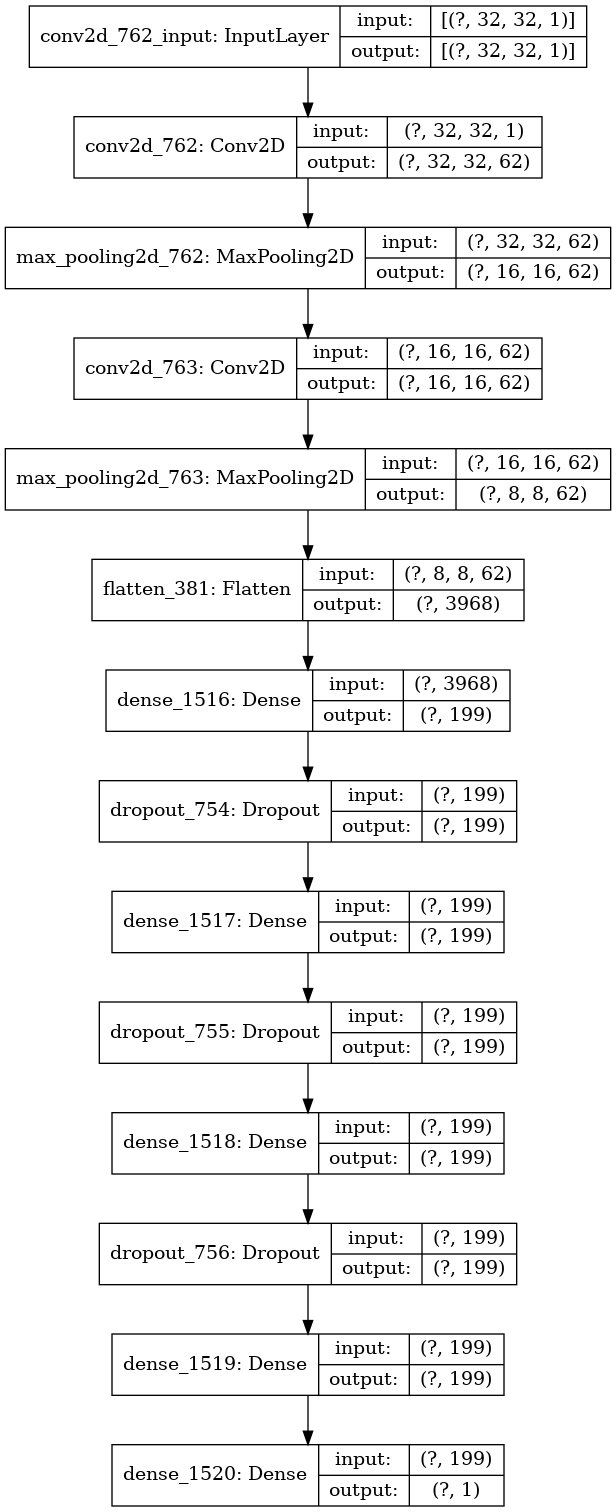 conv2d_762_input: InputLayer
input: [(?, 32, 32, 1)]
output: [(?, 32, 32, 1)]
conv2d_762: Conv2D
input: (?, 32, 32, 1)
output: (?, 32, 32, 62)
max_pooling2d_762: MaxPooling2D
input: (?, 32, 32, 62)
output: (?, 16, 16, 62)
conv2d_763: Conv2D
input: (?, 16, 16, 62)
output: (?, 16, 16, 62)
max_pooling2d_763: MaxPooling2D
input: (?, 16, 16, 62)
output: (?, 8, 8, 62)
flatten_381: Flatten
input: (?, 8, 8, 62)
output: (?, 3968)
dense_1516: Dense
input: (?, 3968)
output: (?, 199)
dropout_754: Dropout
input: (?, 199)
output: (?, 199)
dense_1517: Dense
input: (?, 199)
output: (?, 199)
dropout_755: Dropout
input: (?, 199)
output: (?, 199)
dense_1518: Dense
input: (?, 199)
output: (?, 199)
dropout_756: Dropout
input: (?, 199)
output: (?, 199)
dense_1519: Dense
input: (?, 199)
output: (?, 199)
dense_1520: Dense
input: (?, 199)
output: (?, 1)